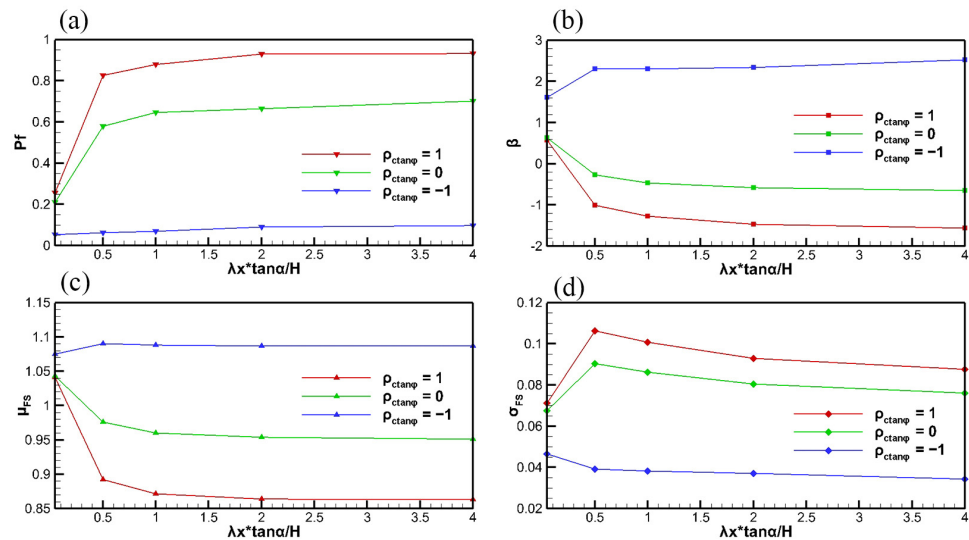 (a)
1
0.8
0.6
0.4
0.2
0
Pf
ρctanφ = 1
ρctanφ = 0
ρctanφ = −1
0.5 1 1.5 2 2.5 3 3.5 4
λx*tanα/H
(b)
3
2
1
0
-1
-2
β
ρctanφ = 1
ρctanφ = 0
ρctanφ = −1
0.5 1 1.5 2 2.5 3 3.5 4
λx*tanα/H
(c)
1.15
1.1
1.05
1
0.95
0.9
0.85
μFS
ρctanφ = 1
ρctanφ = 0
ρctanφ = −1
0.5 1 1.5 2 2.5 3 3.5 4
λx*tanα/H
(d)
0.12
0.1
0.08
0.06
0.04
0.02
σFS
ρctanφ = 1
ρctanφ = 0
ρctanφ = −1
0.5 1 1.5 2 2.5 3 3.5 4
λx*tanα/H